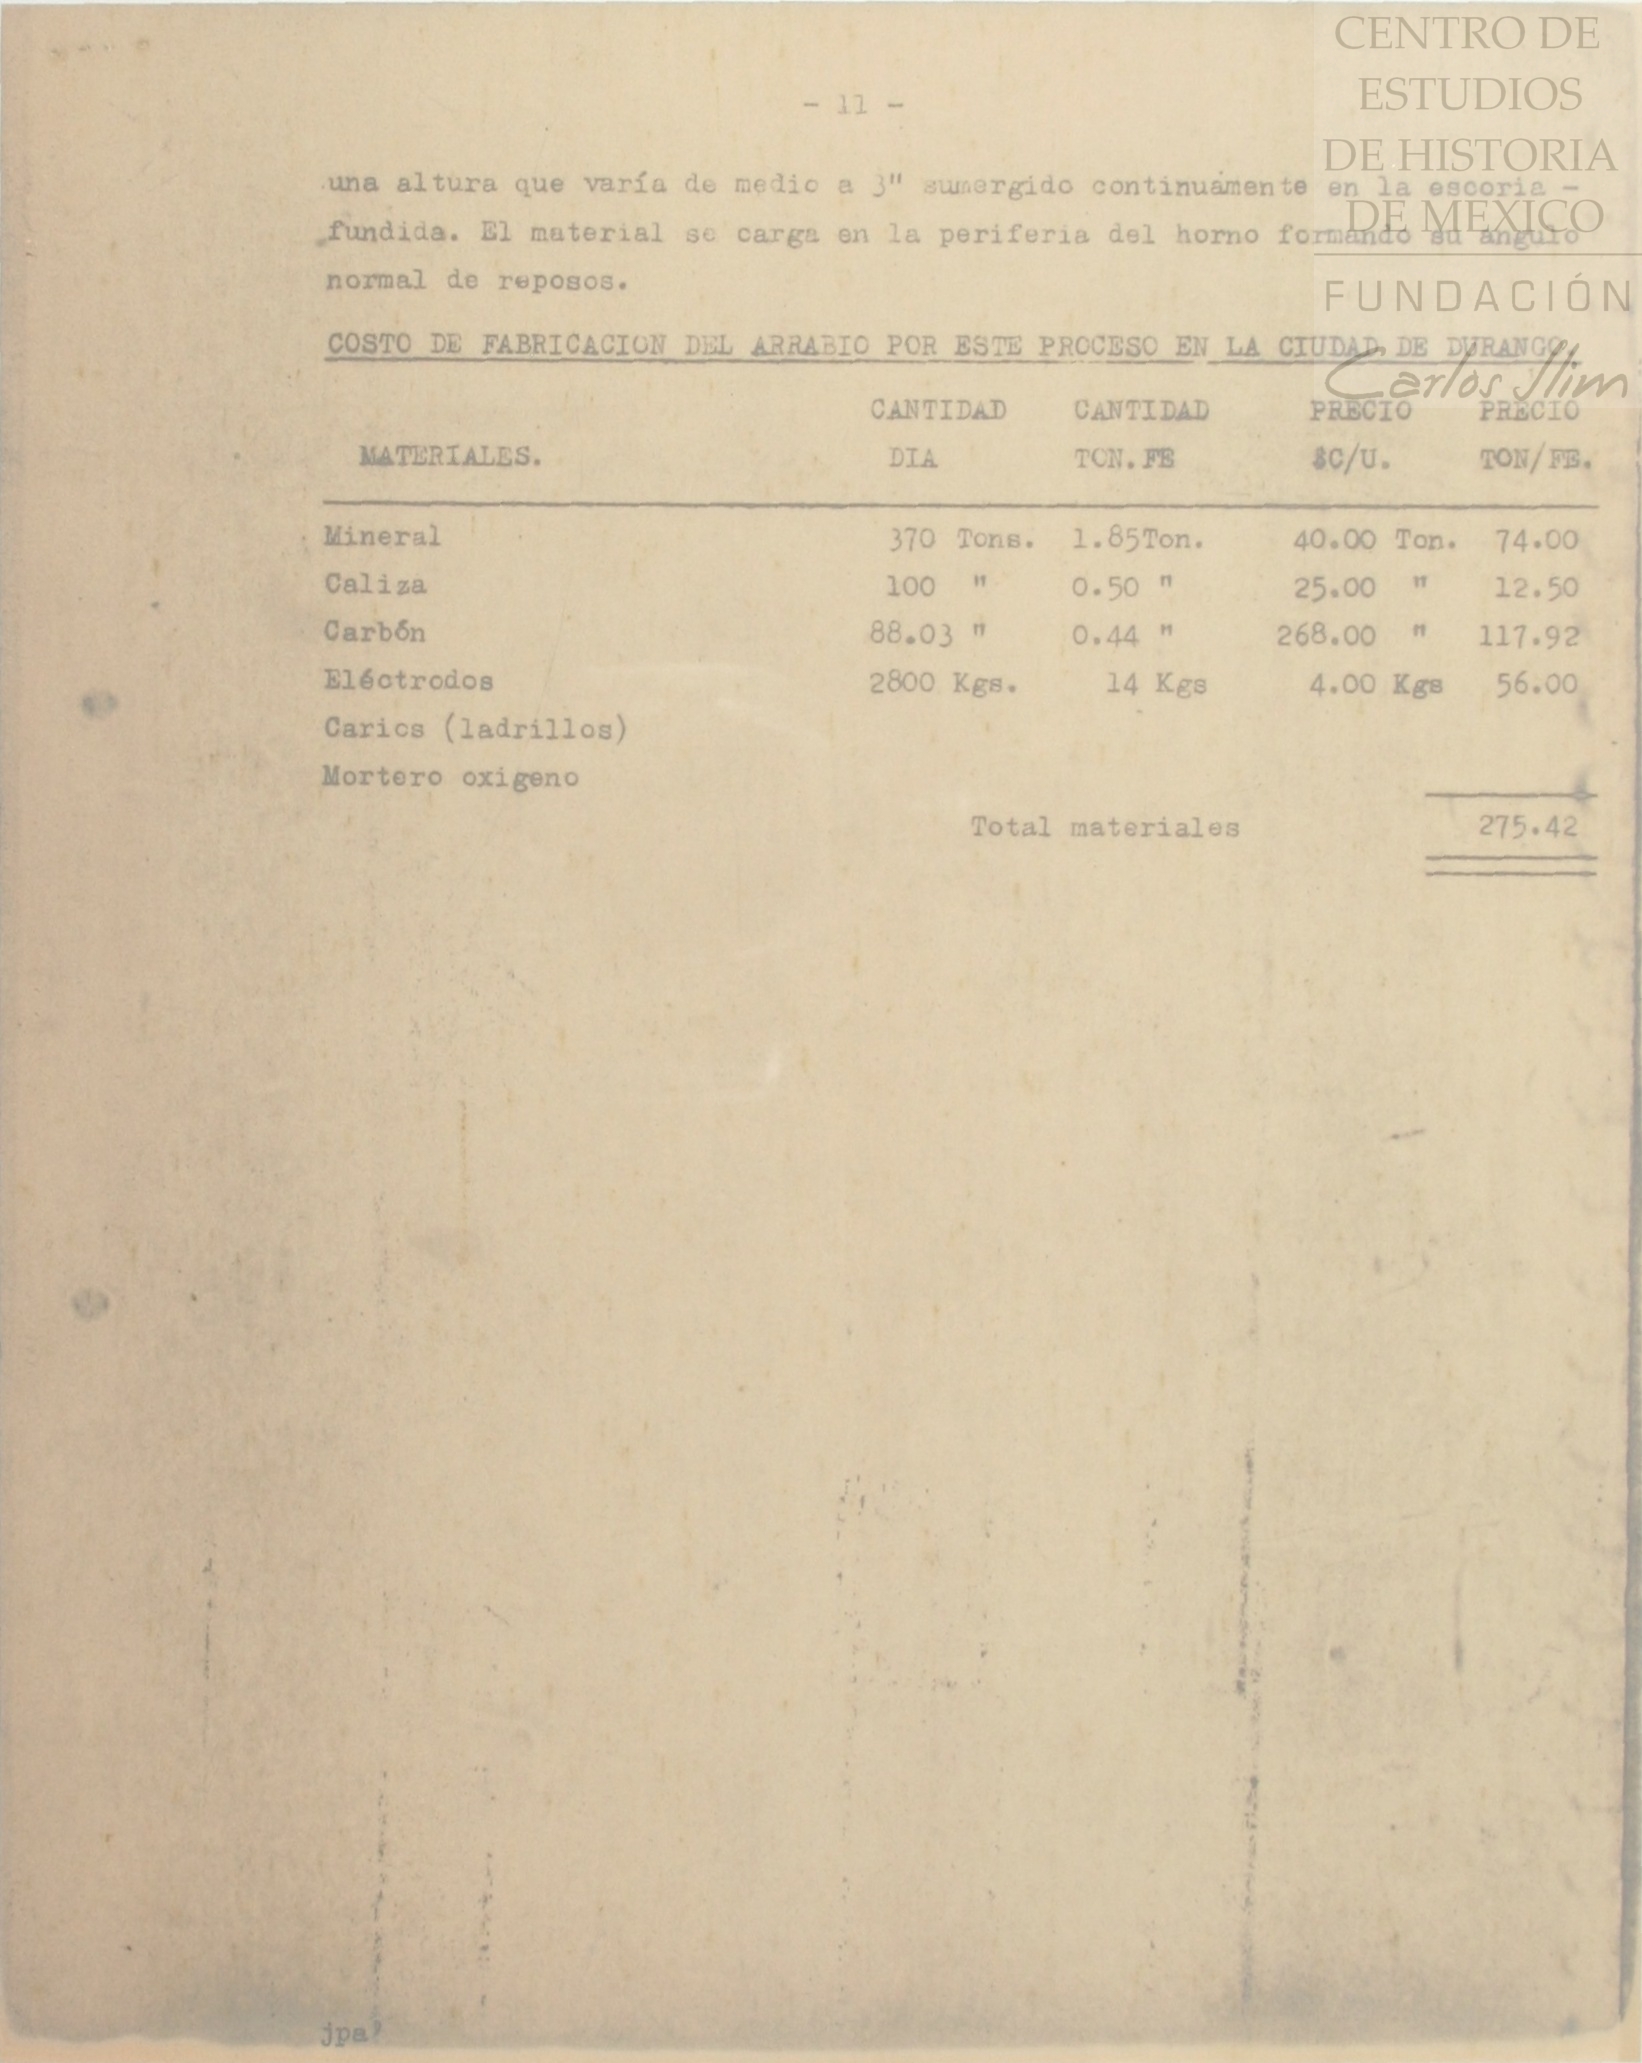 CENTRO DE
ESTUDIOS
DE HISTORIA
DE MEXICO
FUNDACIÓN
Carlos Slim
- 11 -
una altura que varía de medio a 3" sumergido continuámente en la escoria -
fundida. El material se carga en la periferia del horno formando su ángulo
normal de reposos.
COSTO DE FABRICACION DEL ARRABIO POR ESTE PROCESO EN LA CIUDAD DE DURANGO.
CANTIDAD CANTIDAD PRECIO PRECIO
MATERIALES. DIA TON.FE $C/U. TON/FE.
Mineral 370 Tons. 1.85Ton. 40.00 Ton. 74.00
Caliza 100 " 0.50 " 25.00 " 12.50
Carbón 88.03 " 0.44 " 268.00 " 117.92
Eléctrodos 2800 Kgs. 14 Kgs 4.00 Kgs 56.00
Carios (ladrillos)
Mortero oxigeno
Total materiales 275.42
jpa'